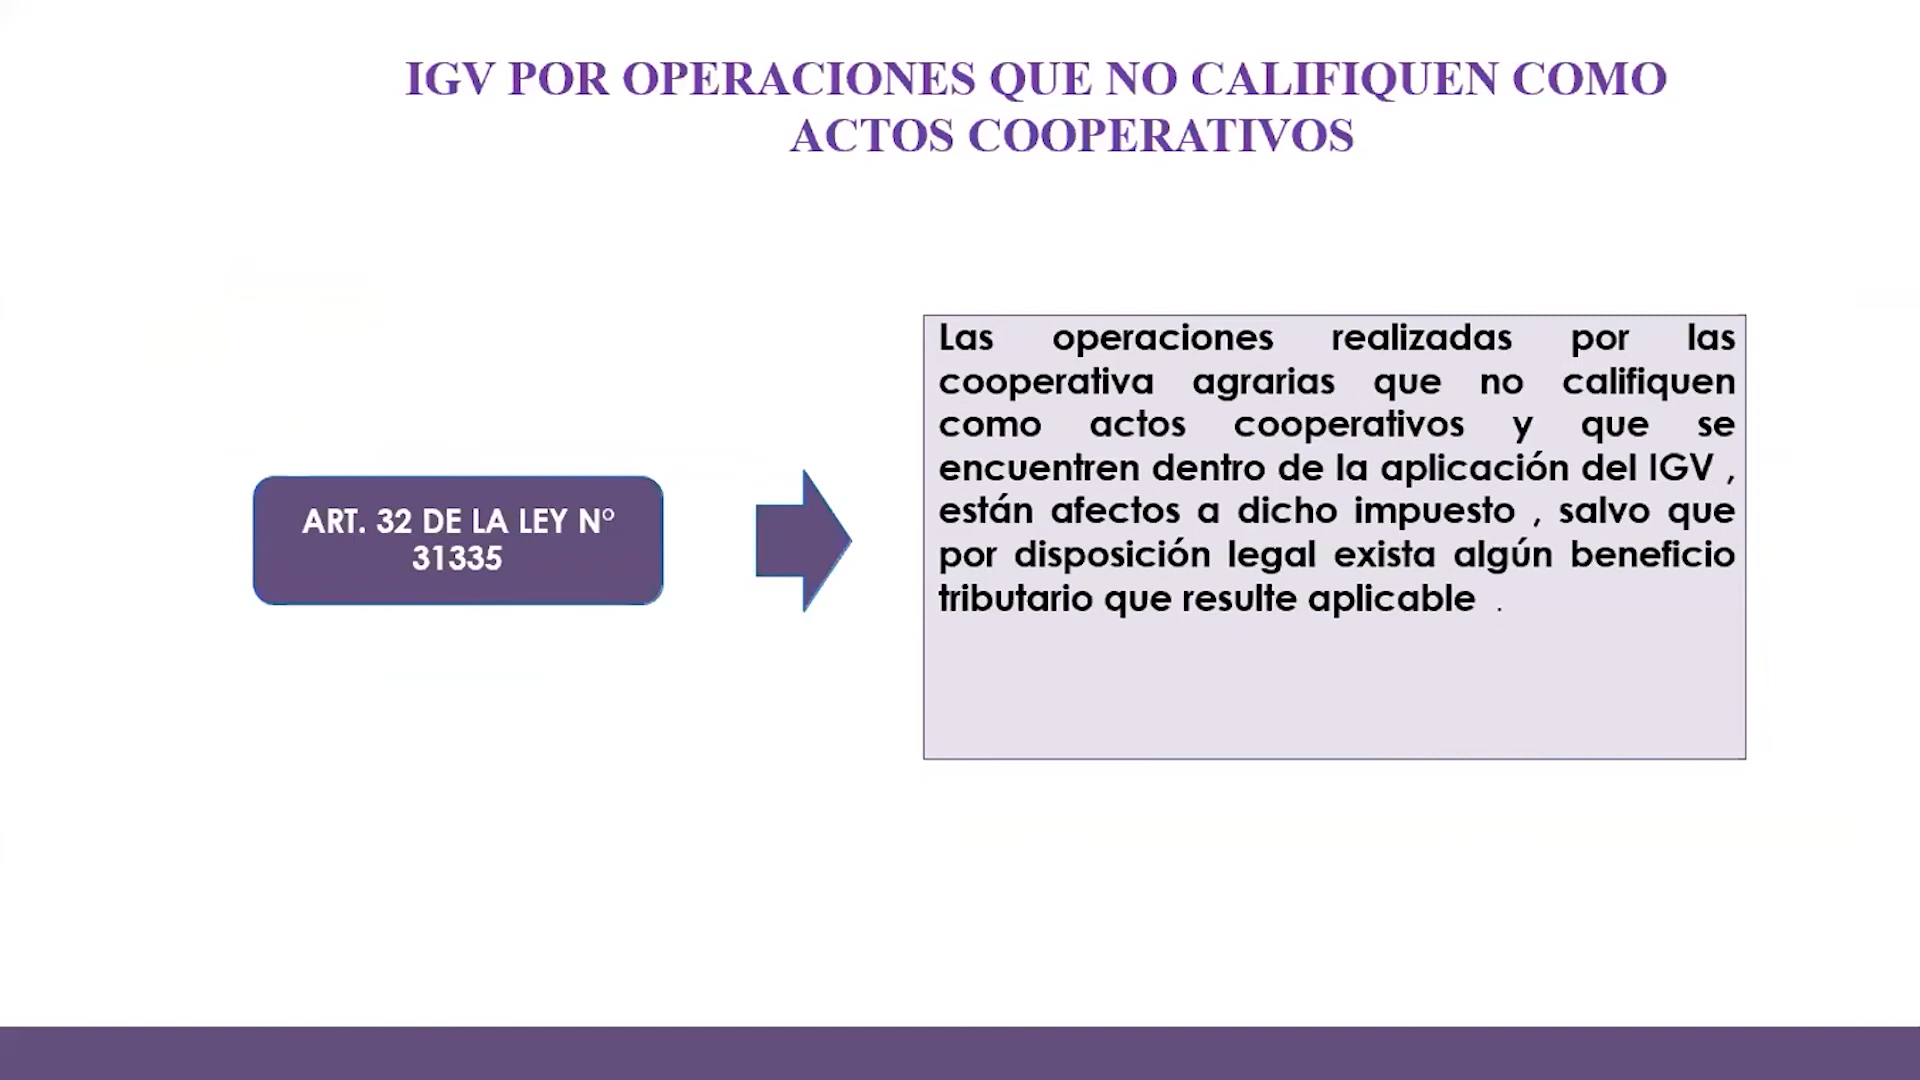 IGV POR OPERACIONES QUE NO CALIFIQUEN COMO
ACTOS COOPERATIVOS
ART. 32 DE LA LEY N°
31335
Las operaciones realizadas por las
cooperativa agrarias que no califiquen
como actos cooperativos y que se
encuentren dentro de la aplicación del IGV ,
están afectos a dicho impuesto , salvo que
por disposición legal exista algún beneficio
tributario que resulte aplicable .